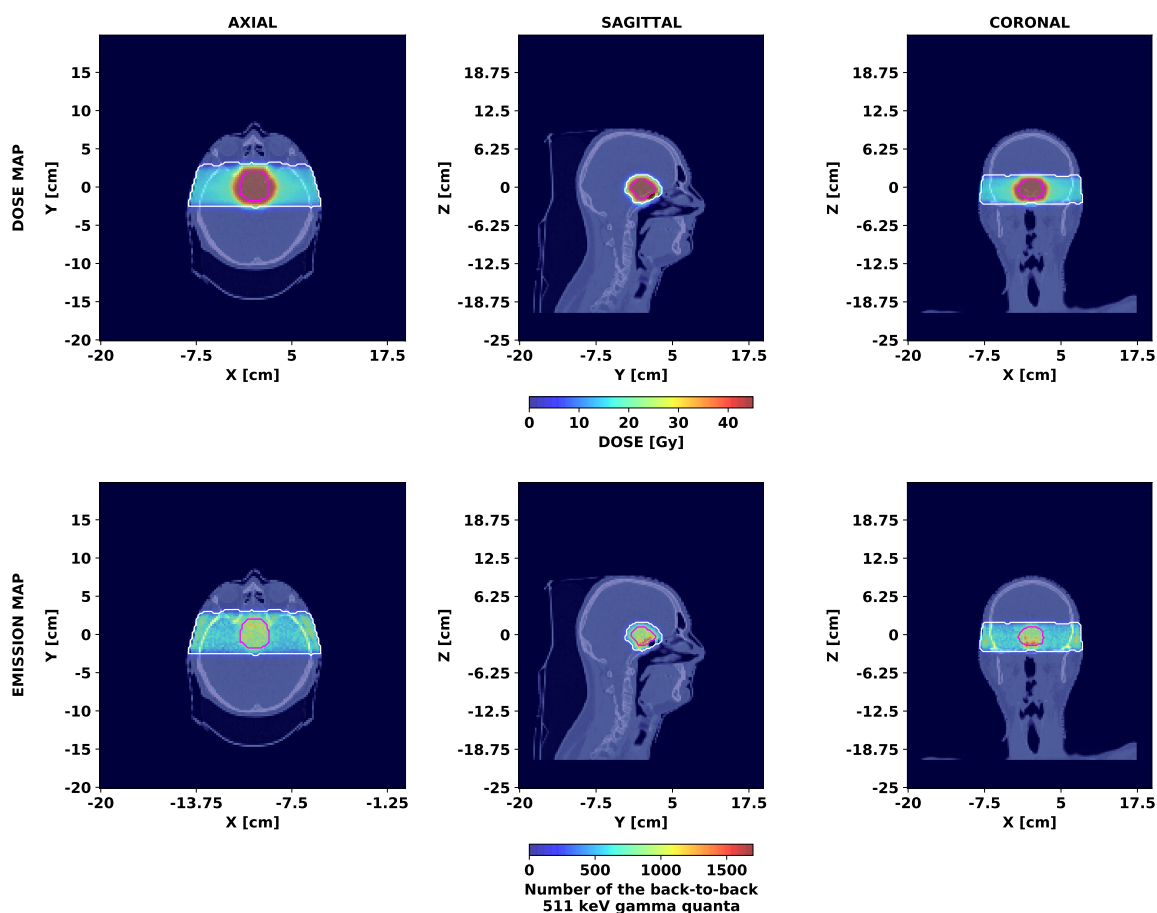 AXIAL SAGITTAL CORONAL
DOSE MAP
15
10
5
0
-5
-10
-15
-20
Y [cm]
-20 -7.5 5 17.5
X [cm]
18.75
12.5
6.25
0
-6.25
-12.5
-18.75
-25
Z [cm]
-20 -7.5 5 17.5
Y [cm]
18.75
12.5
6.25
0
-6.25
-12.5
-18.75
-25
Z [cm]
-20 -7.5 5 17.5
X [cm]
0 10 20 30 40
DOSE [Gy]
EMISSION MAP
15
10
5
0
-5
-10
-15
-20
Y [cm]
-20 -13.75 -7.5 -1.25
X [cm]
18.75
12.5
6.25
0
-6.25
-12.5
-18.75
-25
Z [cm]
-20 -7.5 5 17.5
Y [cm]
18.75
12.5
6.25
0
-6.25
-12.5
-18.75
-25
Z [cm]
-20 -7.5 5 17.5
X [cm]
0 500 1000 1500
Number of the back-to-back
511 keV gamma quanta